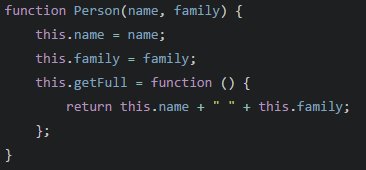 function Person(name, family) {
    this.name = name;
    this.family = family;
    this.getFull = function () {
        return this.name + " " + this.family;
    };
}